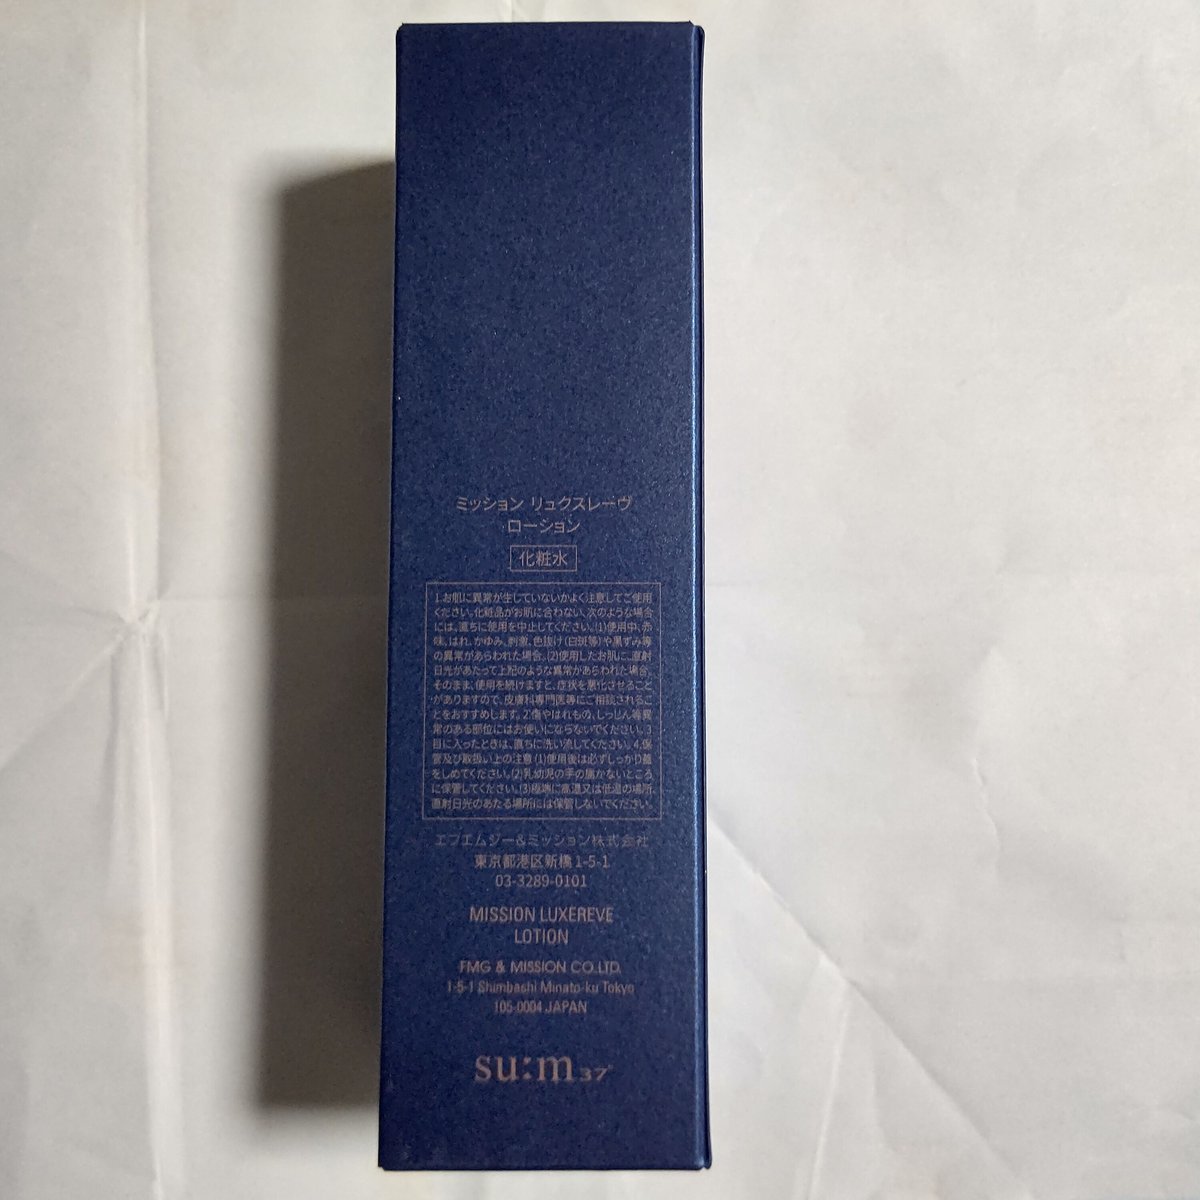 ミッション リュクスレーヴ
ローション
化粧水
1.お肌に異常が生じていないかよく注意してご使用
ください。化粧品がお肌に合わない、次のような場合
には、直ちに使用を中止してください。(1)使用中、赤
味、はれ、かゆみ、刺激、色抜け(白斑等)や黒ずみ等
の異常があらわれた場合。(2)使用したお肌に、直射
日光があたって上記のような異常があらわれた場合。
そのまま、使用を続けますと、症状を悪化させること
がありますので、皮膚科専門医等にご相談されるこ
とをおすすめします。2.傷やはれもの、しっしん等異
常のある部位にはお使いにならないでください。3.
目に入ったときは、直ちに洗い流してください。4.保
管及び取扱い上の注意(1)使用後は必ずしっかり蓋
をしめてください。(2)乳幼児の手の届かないところ
に保管してください。(3)極端に高温又は低温の場所、
直射日光のあたる場所には保管しないでください。
エフエムジー&ミッション株式会社
東京都港区新橋1-5-1
03-3289-0101
MISSION LUXEREVE
LOTION
FMG & MISSION CO.LTD.
1-5-1 Shimbashi Minato-ku Tokyo
105-0004 JAPAN
su:m37°